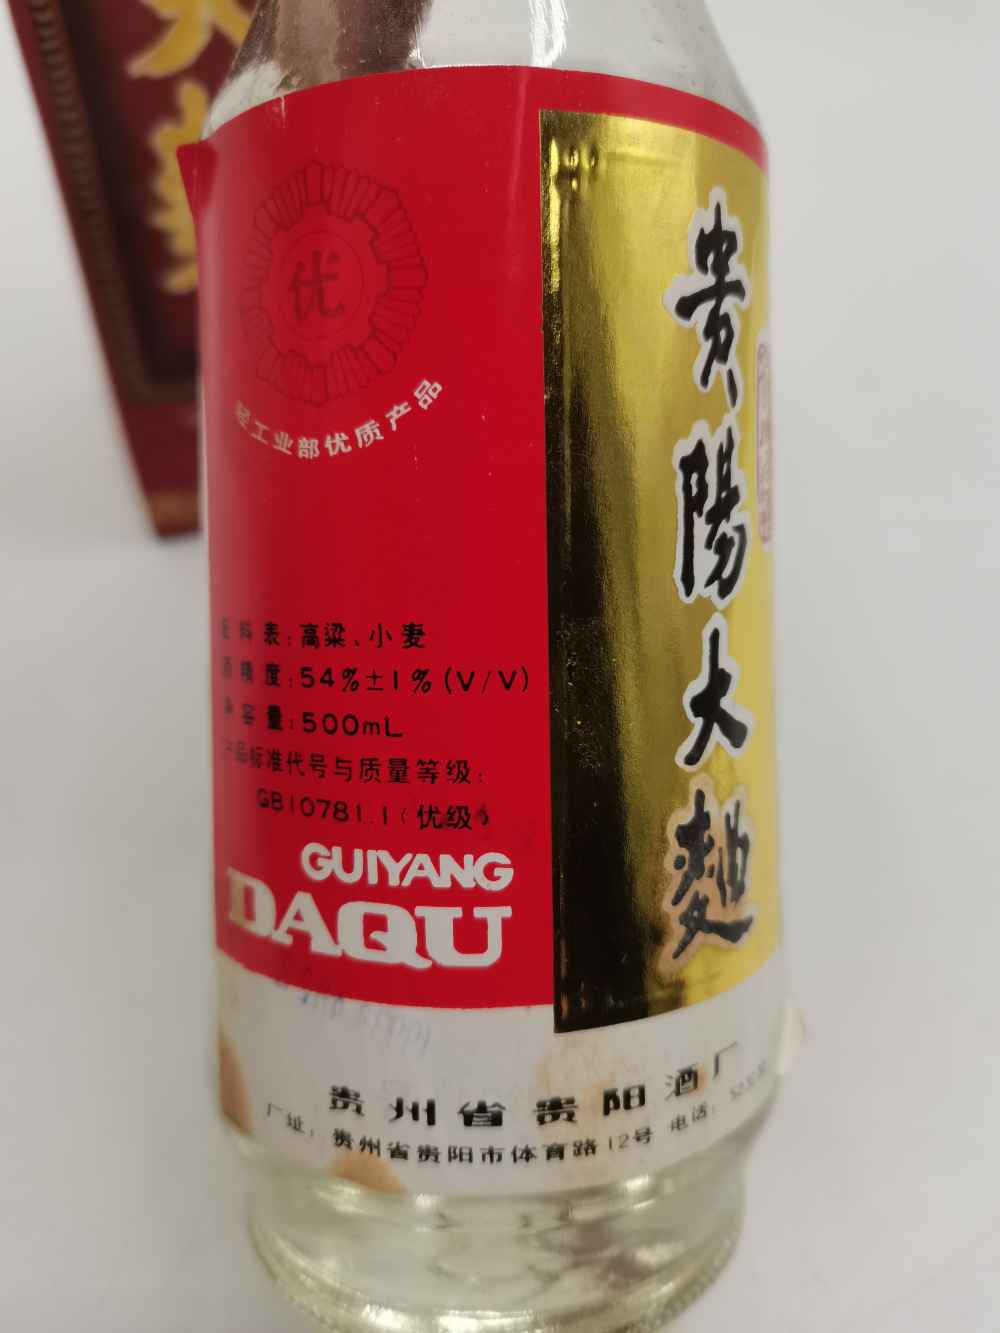 优
轻工业部优质产品
配料表:高粱、小麦
酒精度:54%±1%(V/V)
净容量:500mL
产品标准代号与质量等级:
GB10781.1(优级)
GUIYANG
DAQU
貴陽大麯
贵州省贵阳酒厂
厂址:贵州省贵阳市体育路12号 电话: